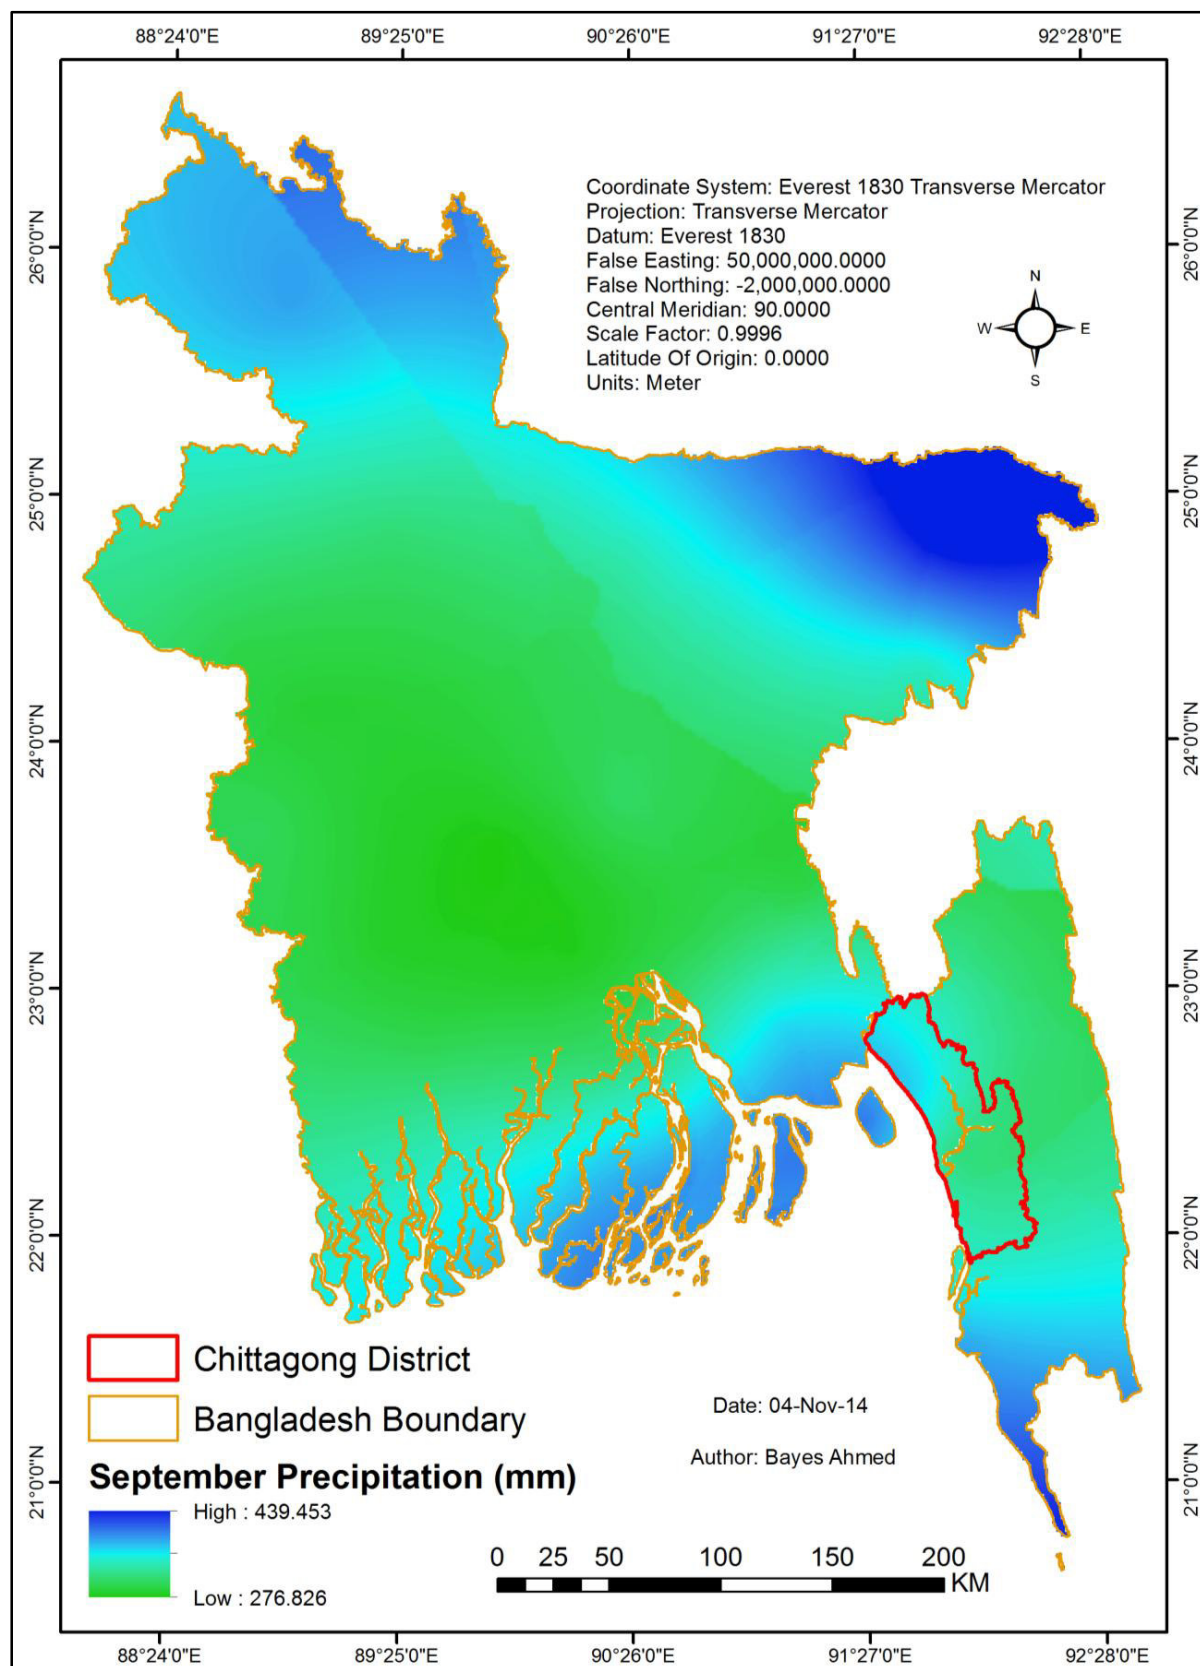 88°24'0"E 89°25'0"E 90°26'0"E 91°27'0"E 92°28'0"E
Coordinate System: Everest 1830 Transverse Mercator
Projection: Transverse Mercator
Datum: Everest 1830
False Easting: 50,000,000.0000
False Northing: -2,000,000.0000
Central Meridian: 90.0000
Scale Factor: 0.9996
Latitude Of Origin: 0.0000
Units: Meter
N
W E
S
26°0'0"N 26°0'0"N
25°0'0"N 25°0'0"N
24°0'0"N 24°0'0"N
23°0'0"N 23°0'0"N
22°0'0"N 22°0'0"N
21°0'0"N 21°0'0"N
Chittagong District
Bangladesh Boundary
Date: 04-Nov-14
Author: Bayes Ahmed
September Precipitation (mm)
High : 439.453
Low : 276.826
0 25 50 100 150 200
KM
88°24'0"E 89°25'0"E 90°26'0"E 91°27'0"E 92°28'0"E